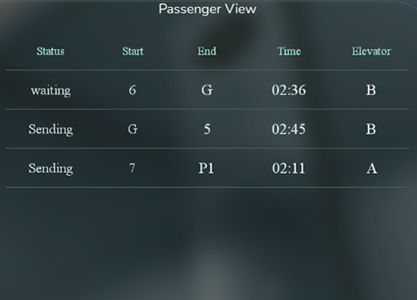 Passenger View
Status Start End Time Elevator
waiting 6 G 02:36 B
Sending G 5 02:45 B
Sending 7 P1 02:11 A